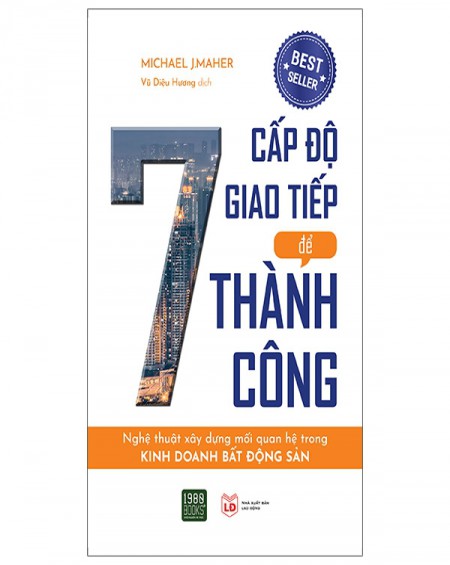 MICHAEL J.MAHER
Vũ Diệu Hương dịch
BEST
SELLER
7
CẤP ĐỘ
GIAO TIẾP
để
THÀNH
CÔNG
Nghệ thuật xây dựng mối quan hệ trong
KINH DOANH BẤT ĐỘNG SẢN
1980
BOOKS
LD
NHÀ XUẤT BẢN
LAO ĐỘNG